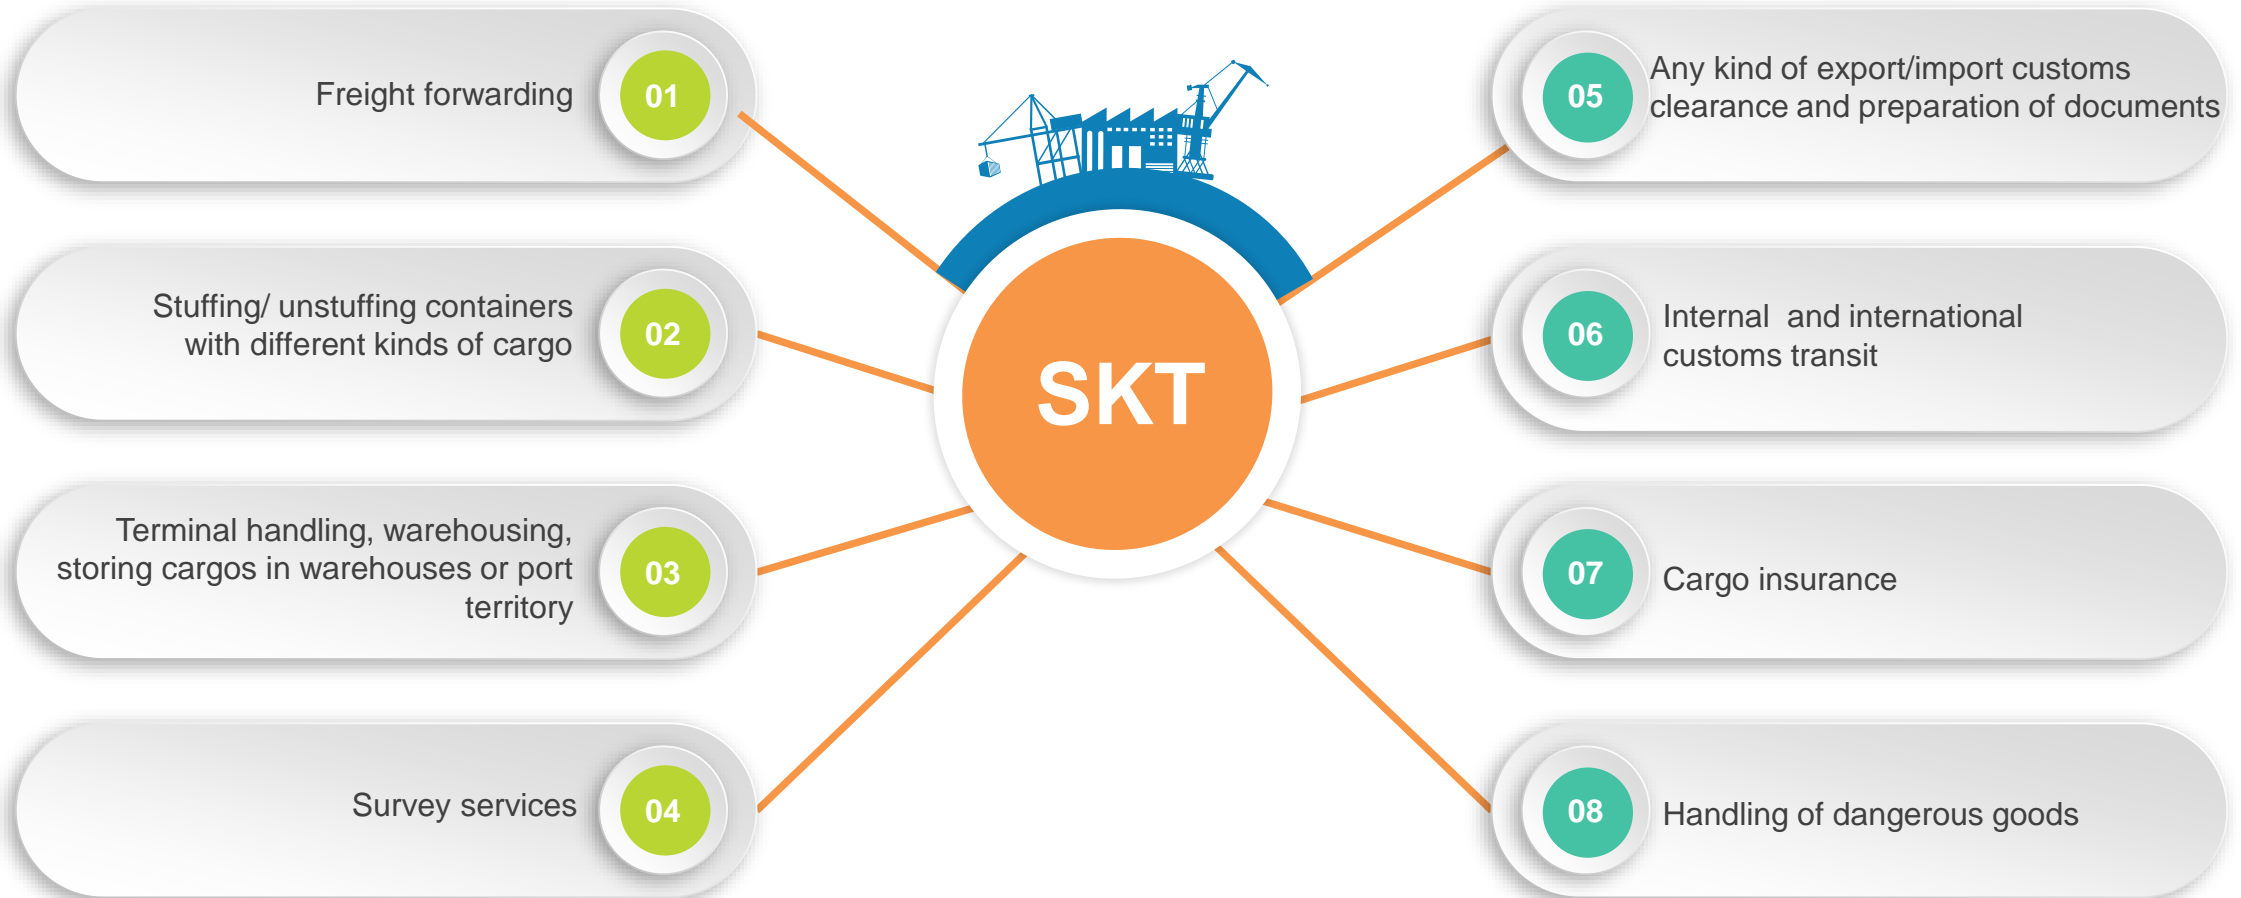 Freight forwarding
01
Stuffing/ unstuffing containers
with different kinds of cargo
02
Terminal handling, warehousing,
storing cargos in warehouses or port
territory
03
Survey services
04
SKT
05
Any kind of export/import customs
clearance and preparation of documents
06
Internal  and international
customs transit
07
Cargo insurance
08
Handling of dangerous goods